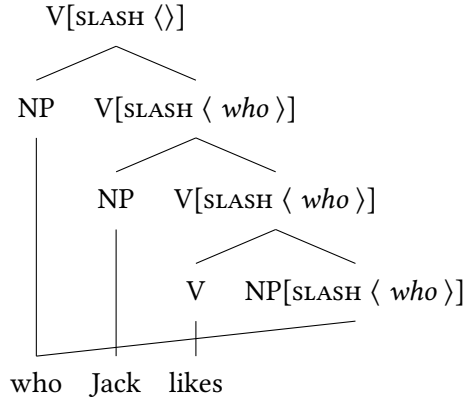 V[SLASH ⟨⟩]
NP V[SLASH ⟨ who ⟩]
NP V[SLASH ⟨ who ⟩]
V NP[SLASH ⟨ who ⟩]
who Jack likes